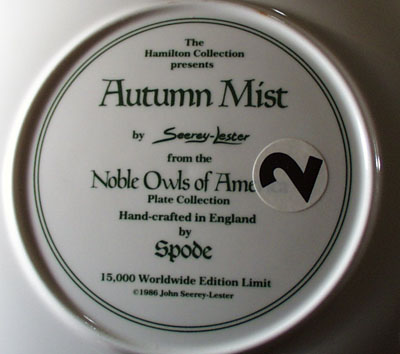 The
Hamilton Collection
presents
Autumn Mist
by Seerey-Lester
from the
Noble Owls of
Plate Collection
Hand-crafted in England
by
Spode
15,000 Worldwide Edition Limit
©1986 John Seerey-Lester
2